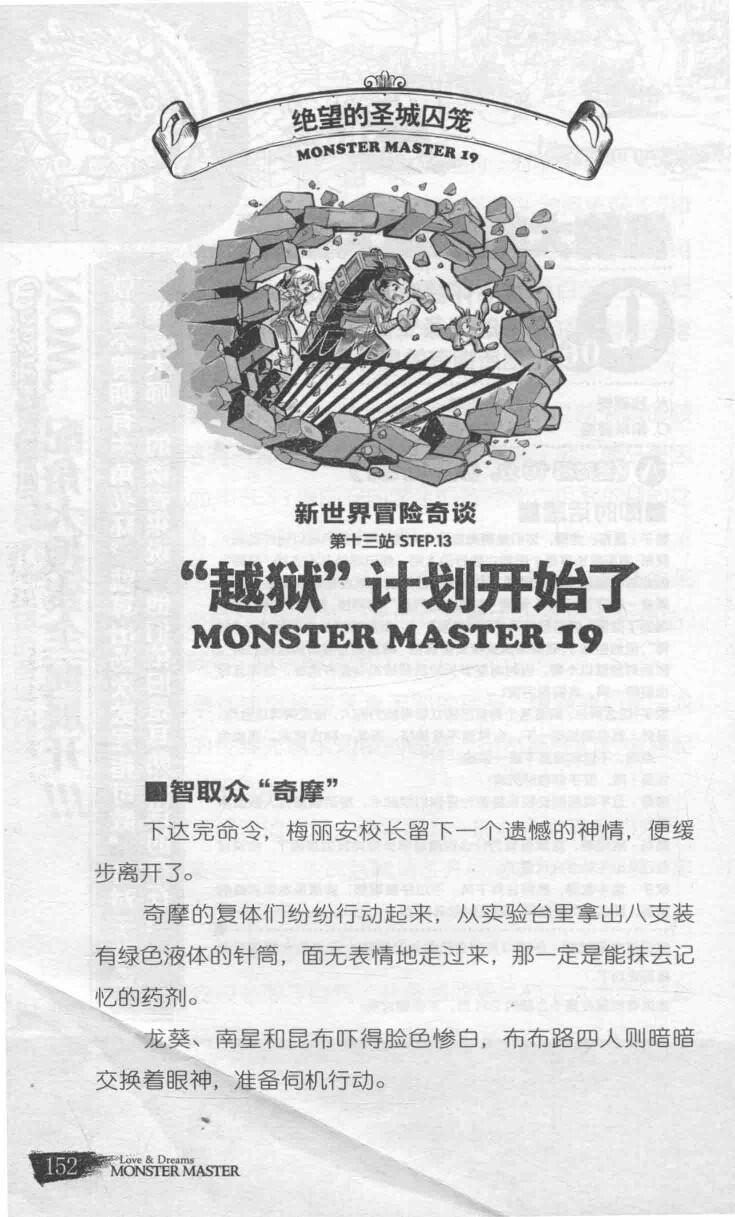 绝望的圣城囚笼
MONSTER MASTER 19
新世界冒险奇谈
第十三站 STEP.13
“越狱”计划开始了
MONSTER MASTER 19
■智取众“奇摩”
下达完命令，梅丽安校长留下一个遗憾的神情，便缓
步离开了。
奇摩的复体们纷纷行动起来，从实验台里拿出八支装
有绿色液体的针筒，面无表情地走过来，那一定是能抹去记
忆的药剂。
龙葵、南星和昆布吓得脸色惨白，布布路四人则暗暗
交换着眼神，准备伺机行动。
152
Love & Dreams
MONSTER MASTER